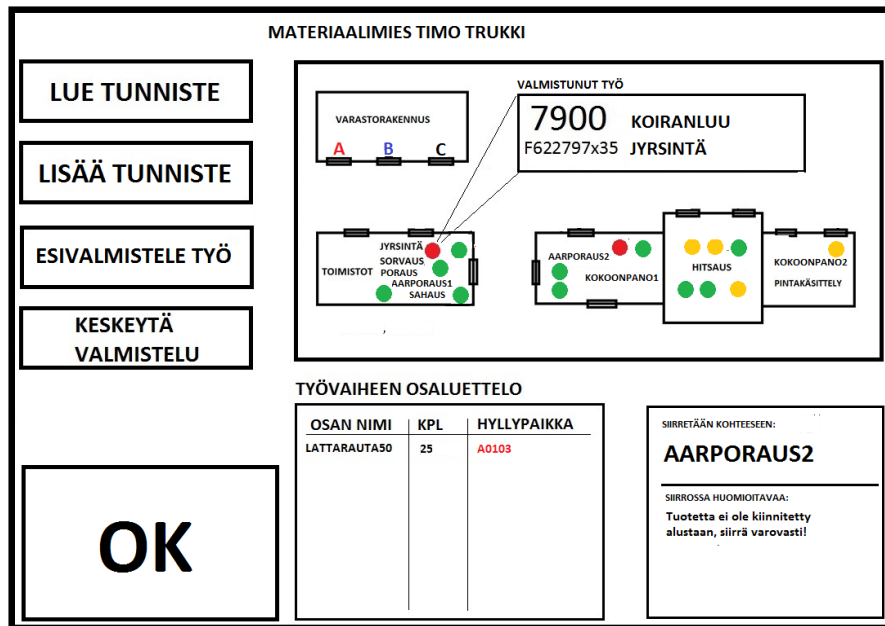 MATERIAALIMIES TIMO TRUKKI
LUE TUNNISTE
LISÄÄ TUNNISTE
ESIVALMISTELE TYÖ
KESKEYTÄ
VALMISTELU
OK
VALMISTUNUT TYÖ
7900 KOIRANLUU
F622797x35 JYRSINTÄ
VARASTORAKENNUS
A B C
TOIMISTOT
JYRSINTÄ
SORVAUS
PORAUS
AARPORAUS1
SAHAUS
AARPORAUS2
KOKOONPANO1
HITSAUS
KOKOONPANO2
PINTAKÄSITTELY
TYÖVAIHEEN OSALUETTELO
OSAN NIMI KPL HYLLYPAIKKA
LATTARAUTA50 25 A0103
SIIRRETÄÄN KOHTEESEEN:
AARPORAUS2
SIIRROSSA HUOMIOITAVAA:
Tuotetta ei ole kiinnitetty
alustaan, siirrä varovasti!